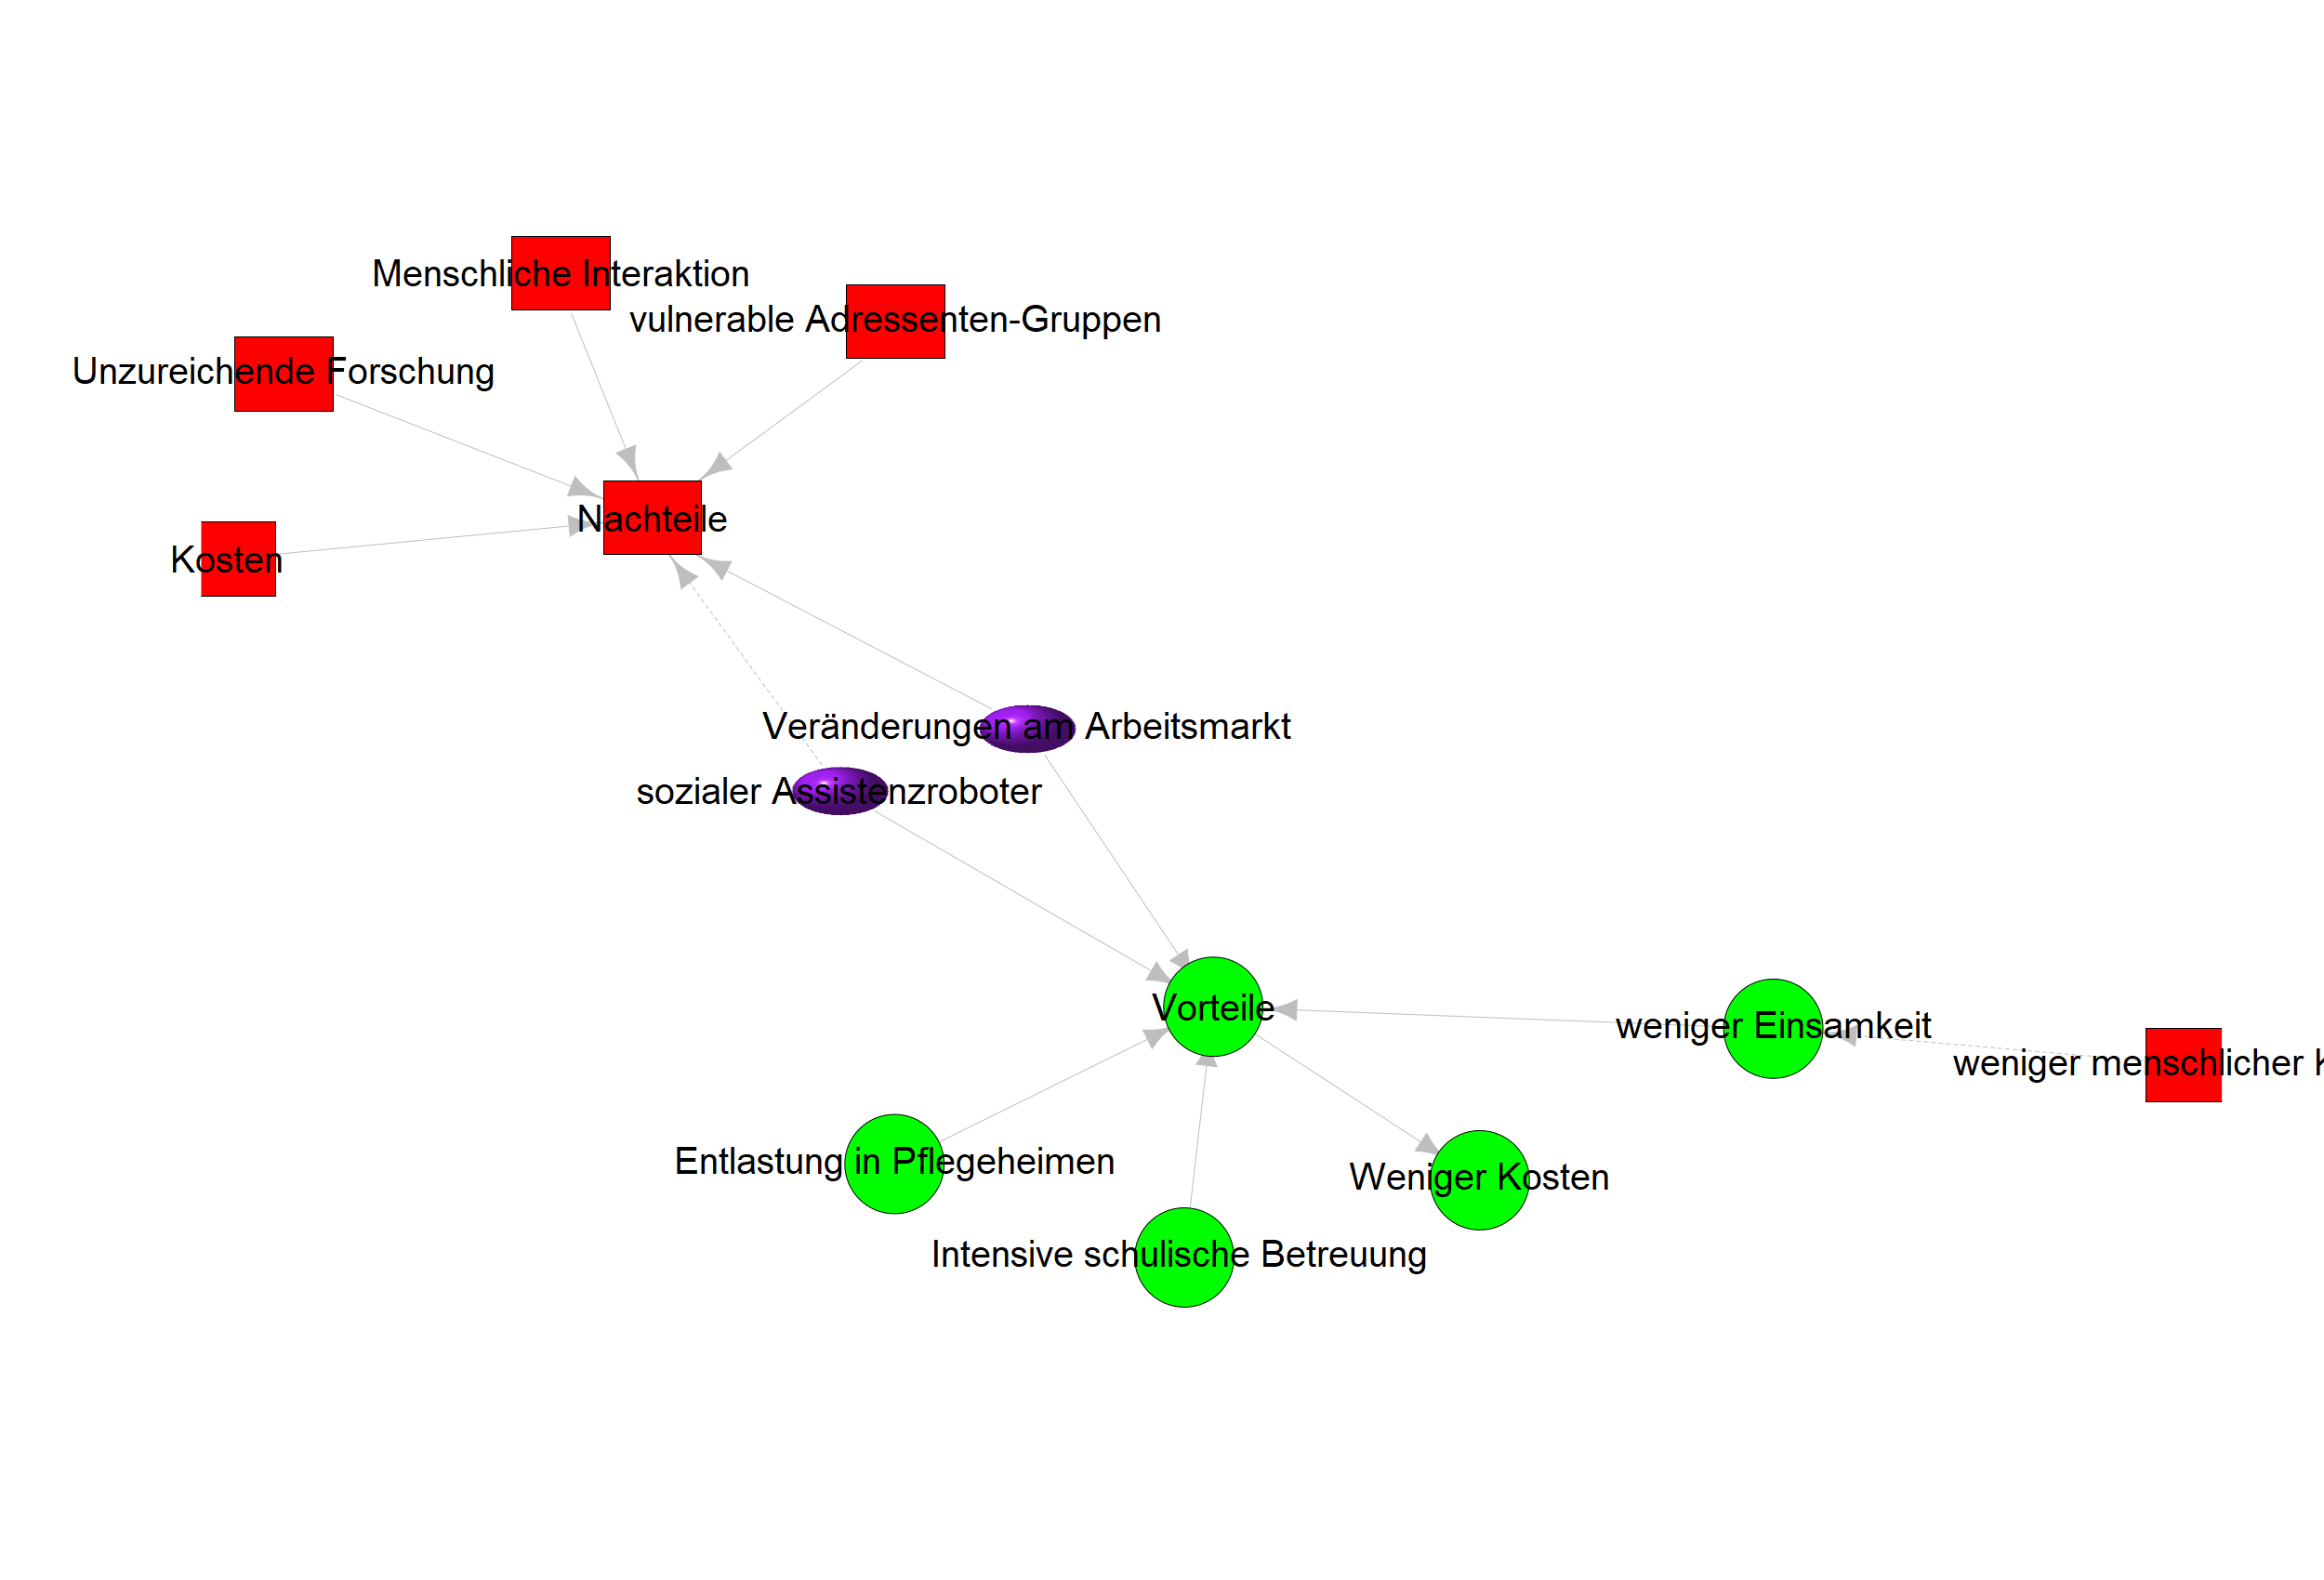 Menschliche Interaktion
vulnerable Adressenten-Gruppen
Unzureichende Forschung
Nachteile
Kosten
Veränderungen am Arbeitsmarkt
sozialer Assistenzroboter
Vorteile
weniger Einsamkeit
weniger menschlicher
Entlastung in Pflegeheimen
Weniger Kosten
Intensive schulische Betreuung